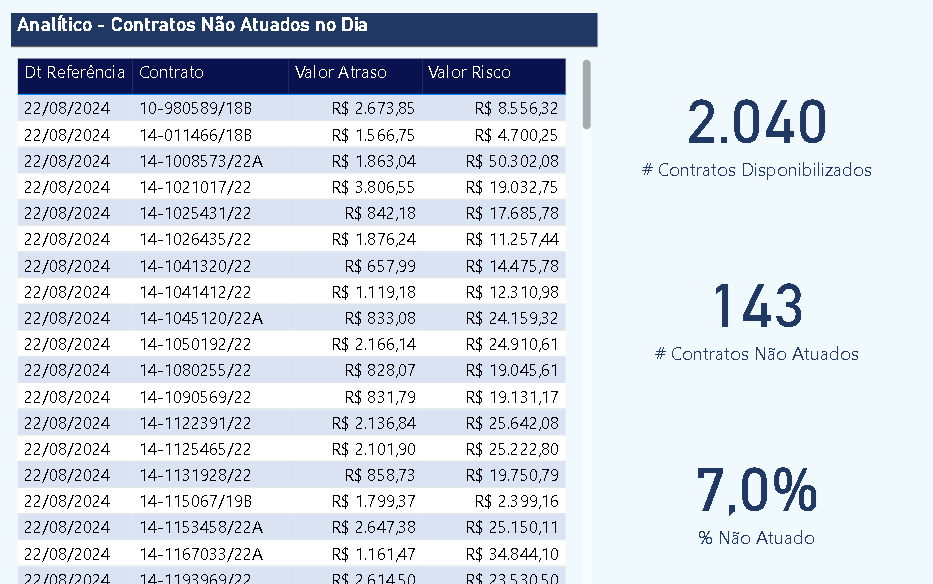 Analítico - Contratos Não Atuados no Dia
Dt Referência Contrato Valor Atraso Valor Risco
22/08/2024 10-980589/18B R$ 2.673,85 R$ 8.556,32
22/08/2024 14-011466/18B R$ 1.566,75 R$ 4.700,25
22/08/2024 14-1008573/22A R$ 1.863,04 R$ 50.302,08
22/08/2024 14-1021017/22 R$ 3.806,55 R$ 19.032,75
22/08/2024 14-1025431/22 R$ 842,18 R$ 17.685,78
22/08/2024 14-1026435/22 R$ 1.876,24 R$ 11.257,44
22/08/2024 14-1041320/22 R$ 657,99 R$ 14.475,78
22/08/2024 14-1041412/22 R$ 1.119,18 R$ 12.310,98
22/08/2024 14-1045120/22A R$ 833,08 R$ 24.159,32
22/08/2024 14-1050192/22 R$ 2.166,14 R$ 24.910,61
22/08/2024 14-1080255/22 R$ 828,07 R$ 19.045,61
22/08/2024 14-1090569/22 R$ 831,79 R$ 19.131,17
22/08/2024 14-1122391/22 R$ 2.136,84 R$ 25.642,08
22/08/2024 14-1125465/22 R$ 2.101,90 R$ 25.222,80
22/08/2024 14-1131928/22 R$ 858,73 R$ 19.750,79
22/08/2024 14-115067/19B R$ 1.799,37 R$ 2.399,16
22/08/2024 14-1153458/22A R$ 2.647,38 R$ 25.150,11
22/08/2024 14-1167033/22A R$ 1.161,47 R$ 34.844,10
22/08/2024 14-1193969/22 R$ 2.614,50 R$ 23.530,50
2.040
# Contratos Disponibilizados
143
# Contratos Não Atuados
7,0%
% Não Atuado